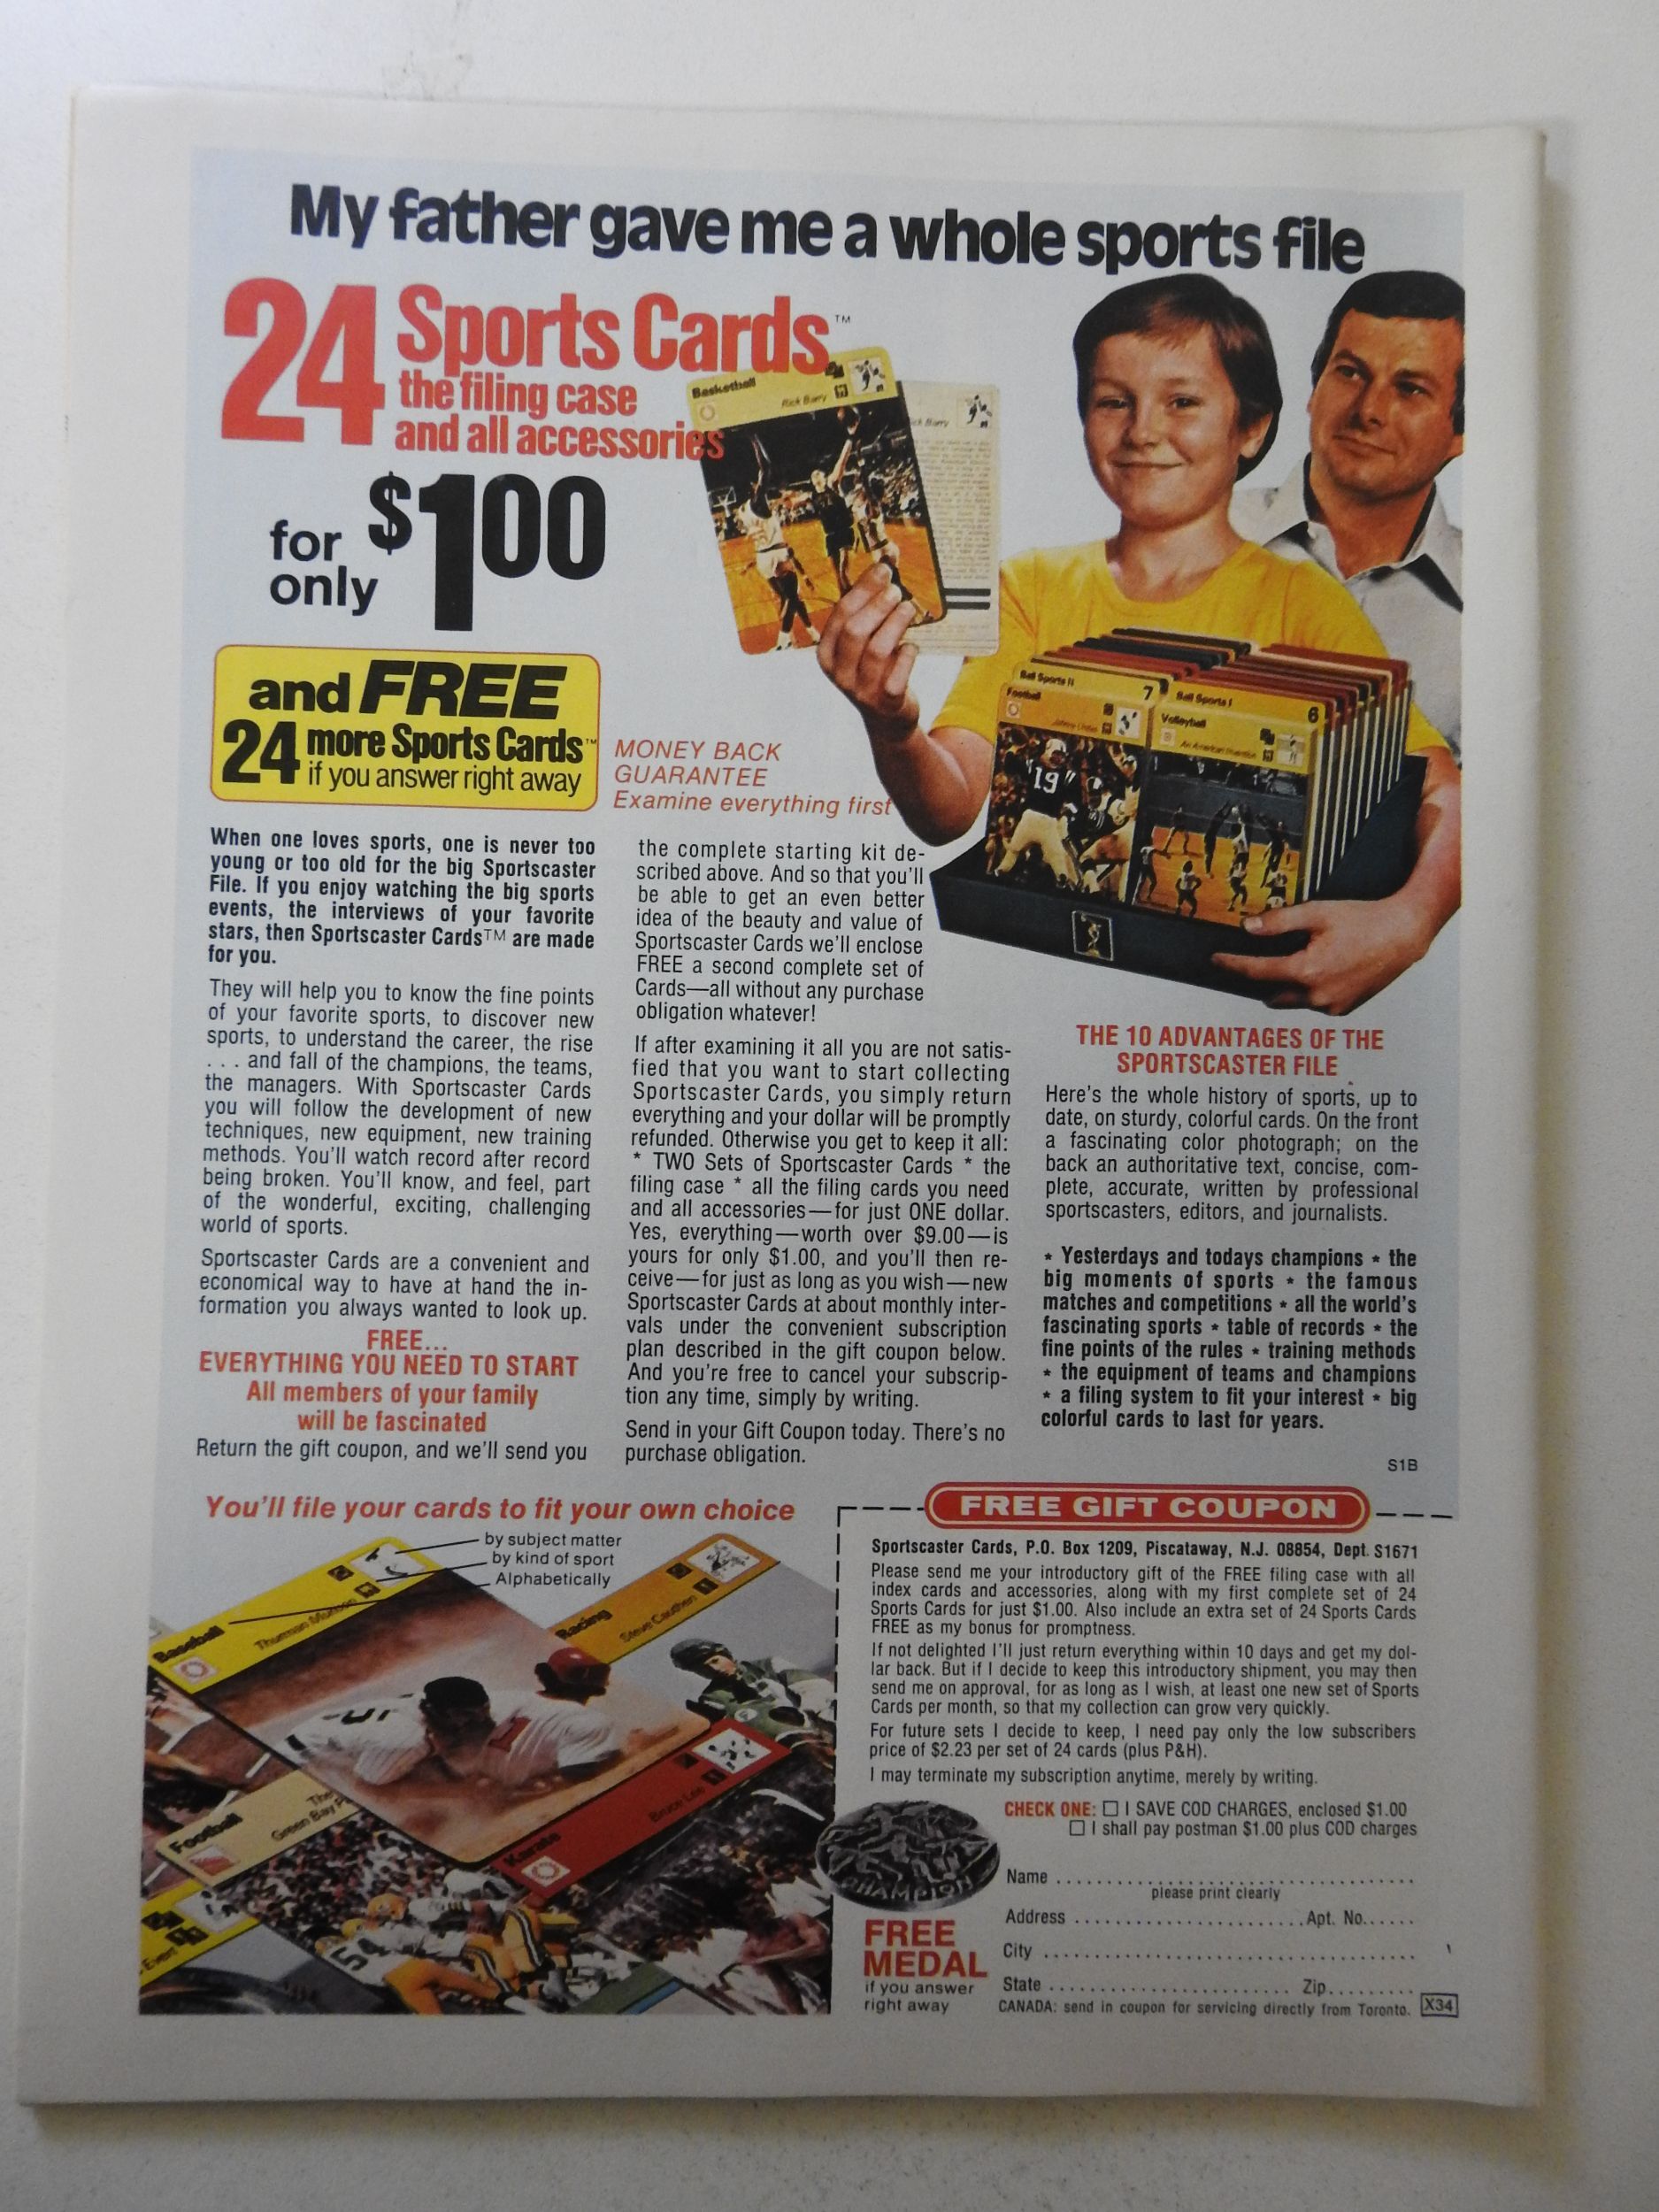 My father gave me a whole sports file
24 Sports Cards™
the filing case
and all accessories
for only $1.00
and FREE
24 more Sports Cards™
if you answer right away
MONEY BACK
GUARANTEE
Examine everything first
Basketball
Rick Barry
Rick Barry
Ball Sports II 7
Football
Ball Sports I 6
Volleyball
An American Invention
19
When one loves sports, one is never too
young or too old for the big Sportscaster
File. If you enjoy watching the big sports
events, the interviews of your favorite
stars, then Sportscaster Cards™ are made
for you.
They will help you to know the fine points
of your favorite sports, to discover new
sports, to understand the career, the rise
. . . and fall of the champions, the teams,
the managers. With Sportscaster Cards
you will follow the development of new
techniques, new equipment, new training
methods. You'll watch record after record
being broken. You'll know, and feel, part
of the wonderful, exciting, challenging
world of sports.
Sportscaster Cards are a convenient and
economical way to have at hand the in-
formation you always wanted to look up.
FREE...
EVERYTHING YOU NEED TO START
All members of your family
will be fascinated
Return the gift coupon, and we'll send you
the complete starting kit de-
scribed above. And so that you'll
be able to get an even better
idea of the beauty and value of
Sportscaster Cards we'll enclose
FREE a second complete set of
Cards—all without any purchase
obligation whatever!
If after examining it all you are not satis-
fied that you want to start collecting
Sportscaster Cards, you simply return
everything and your dollar will be promptly
refunded. Otherwise you get to keep it all:
* TWO Sets of Sportscaster Cards * the
filing case * all the filing cards you need
and all accessories—for just ONE dollar.
Yes, everything—worth over $9.00—is
yours for only $1.00, and you'll then re-
ceive—for just as long as you wish—new
Sportscaster Cards at about monthly inter-
vals under the convenient subscription
plan described in the gift coupon below.
And you're free to cancel your subscrip-
tion any time, simply by writing.
Send in your Gift Coupon today. There's no
purchase obligation.
THE 10 ADVANTAGES OF THE
SPORTSCASTER FILE
Here's the whole history of sports, up to
date, on sturdy, colorful cards. On the front
a fascinating color photograph; on the
back an authoritative text, concise, com-
plete, accurate, written by professional
sportscasters, editors, and journalists.
* Yesterdays and todays champions * the
big moments of sports * the famous
matches and competitions * all the world's
fascinating sports * table of records * the
fine points of the rules * training methods
* the equipment of teams and champions
* a filing system to fit your interest * big
colorful cards to last for years.
S1B
You'll file your cards to fit your own choice
by subject matter
by kind of sport
Alphabetically
Baseball
Thurman Munson
Racing
Steve Cauthen
Football
The
Green Bay P
Karate
Bruce Lee
Evert
54
FREE GIFT COUPON
Sportscaster Cards, P.O. Box 1209, Piscataway, N.J. 08854, Dept. S1671
Please send me your introductory gift of the FREE filing case with all
index cards and accessories, along with my first complete set of 24
Sports Cards for just $1.00. Also include an extra set of 24 Sports Cards
FREE as my bonus for promptness.
If not delighted I'll just return everything within 10 days and get my dol-
lar back. But if I decide to keep this introductory shipment, you may then
send me on approval, for as long as I wish, at least one new set of Sports
Cards per month, so that my collection can grow very quickly.
For future sets I decide to keep, I need pay only the low subscribers
price of $2.23 per set of 24 cards (plus P&H).
I may terminate my subscription anytime, merely by writing.
CHECK ONE: ☐ I SAVE COD CHARGES, enclosed $1.00
☐ I shall pay postman $1.00 plus COD charges
CHAMPION
FREE
MEDAL
if you answer
right away
Name
please print clearly
Address Apt. No.
City
State Zip
CANADA: send in coupon for servicing directly from Toronto. X34